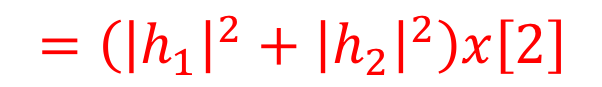 = (|h₁|² + |h₂|²)x[2]